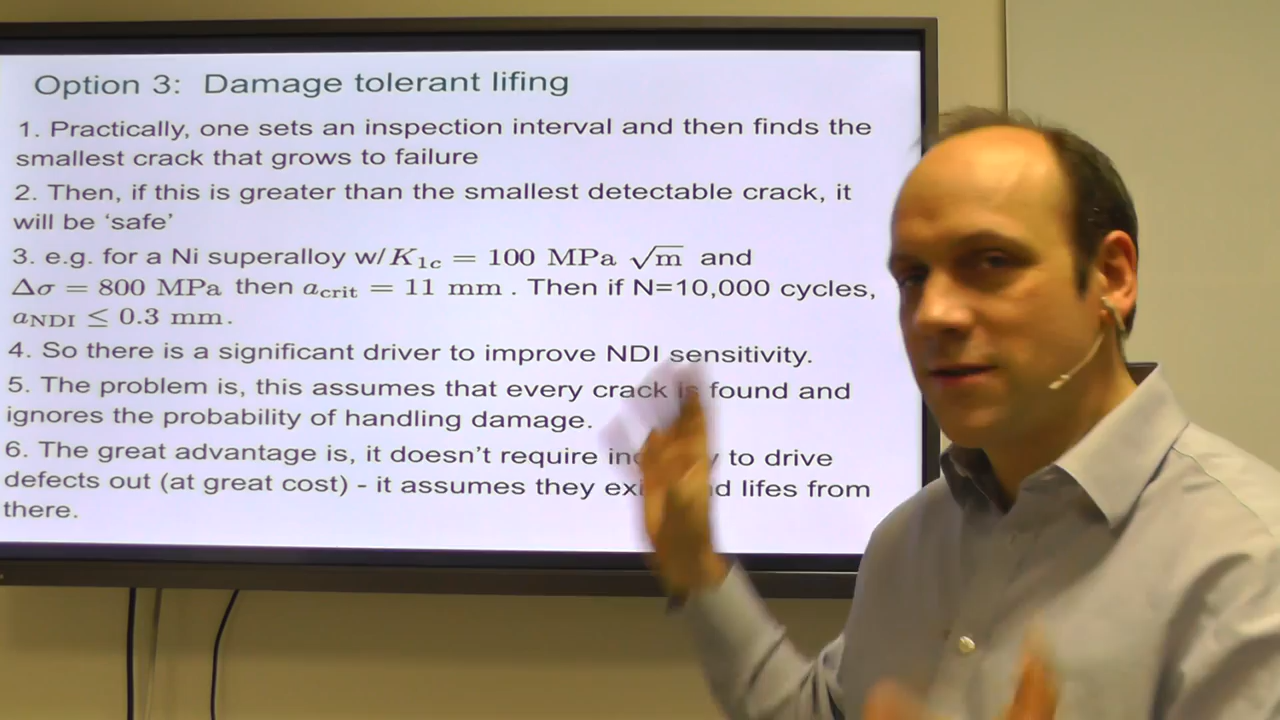 Option 3: Damage tolerant lifing
1. Practically, one sets an inspection interval and then finds the
smallest crack that grows to failure
2. Then, if this is greater than the smallest detectable crack, it
will be ‘safe’
3. e.g. for a Ni superalloy w/ K₁c = 100 MPa √m and
Δσ = 800 MPa then a_crit = 11 mm . Then if N=10,000 cycles,
a_NDI ≤ 0.3 mm.
4. So there is a significant driver to improve NDI sensitivity.
5. The problem is, this assumes that every crack is found and
ignores the probability of handling damage.
6. The great advantage is, it doesn’t require to drive
defects out (at great cost) - it assumes they lifes from
there.